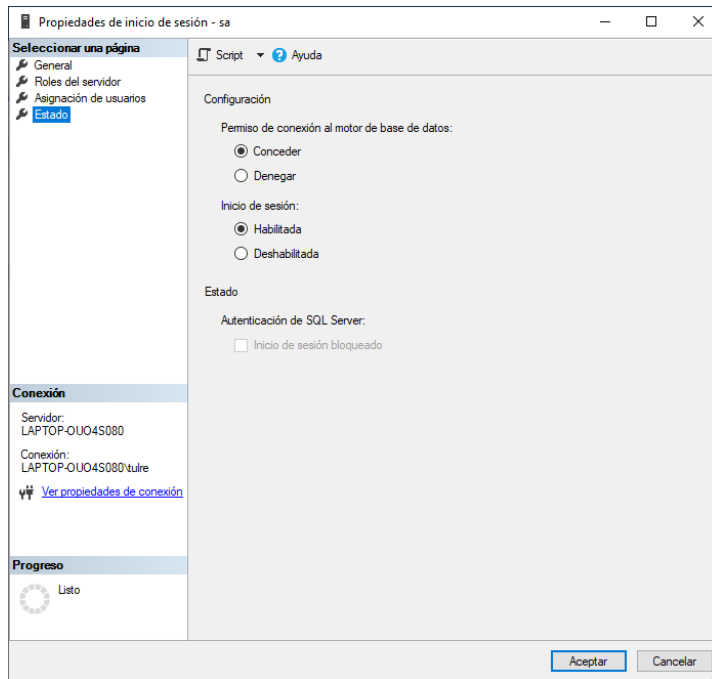 Propiedades de inicio de sesión - sa
Seleccionar una página
General
Roles del servidor
Asignación de usuarios
Estado
Script
Ayuda
Configuración
Permiso de conexión al motor de base de datos:
Conceder
Denegar
Inicio de sesión:
Habilitada
Deshabilitada
Estado
Autenticación de SQL Server:
Inicio de sesión bloqueado
Conexión
Servidor:
LAPTOP-OUO4S080
Conexión:
LAPTOP-OUO4S080\tulre
Ver propiedades de conexión
Progreso
Listo
Aceptar
Cancelar